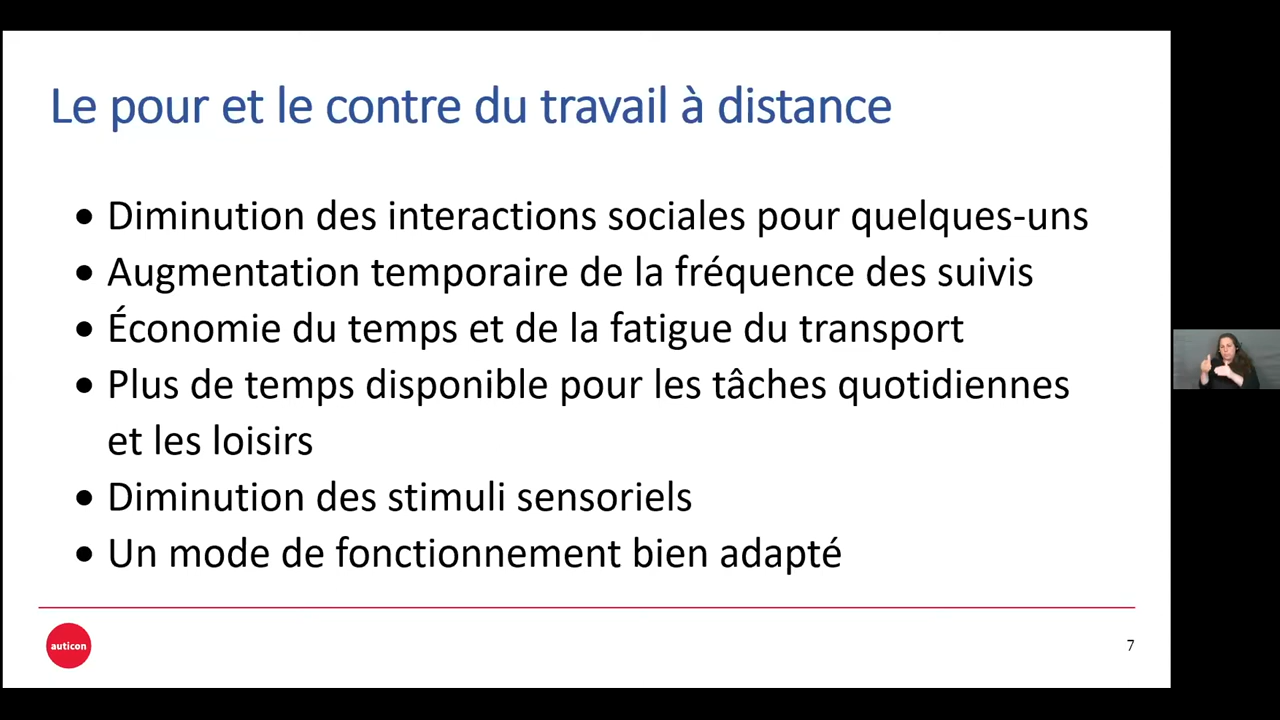 Le pour et le contre du travail à distance
• Diminution des interactions sociales pour quelques-uns
• Augmentation temporaire de la fréquence des suivis
• Économie du temps et de la fatigue du transport
• Plus de temps disponible pour les tâches quotidiennes
et les loisirs
• Diminution des stimuli sensoriels
• Un mode de fonctionnement bien adapté
auticon
7